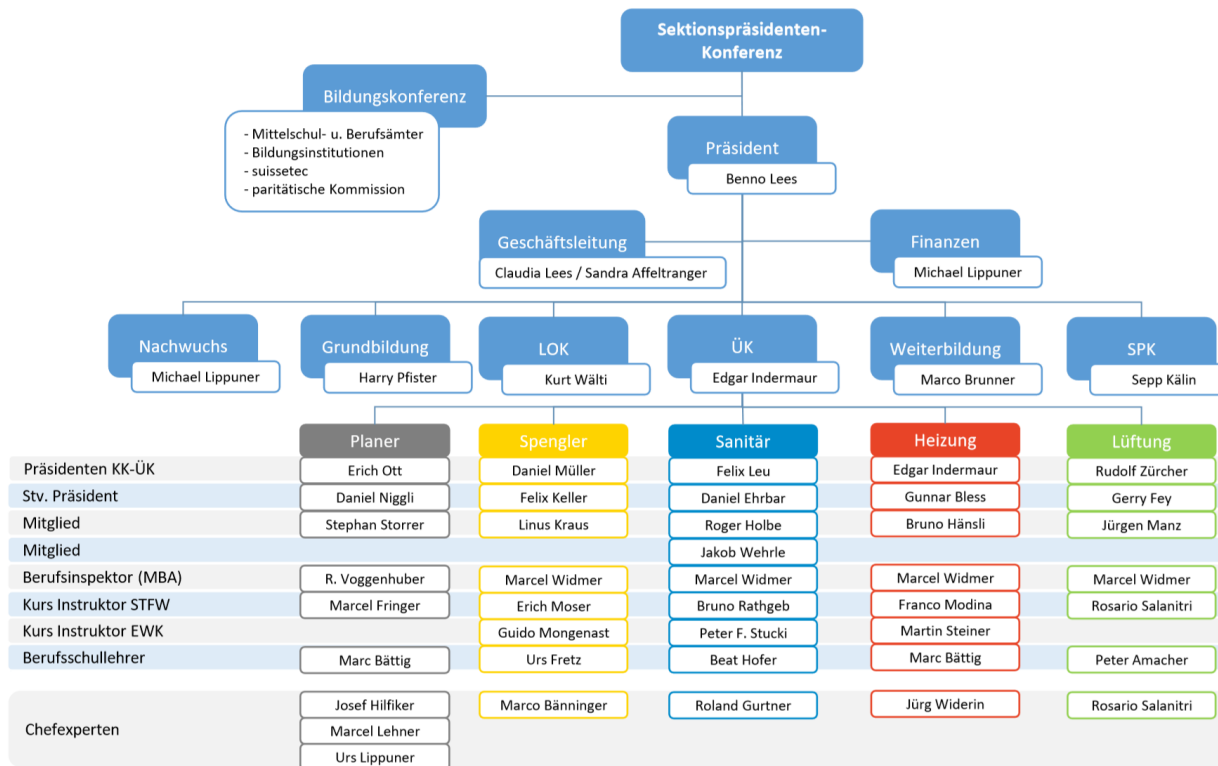 Sektionspräsidenten-
Konferenz
Bildungskonferenz
- Mittelschul- u. Berufsämter
- Bildungsinstitutionen
- suissetec
- paritätische Kommission
Präsident
Benno Lees
Geschäftsleitung
Claudia Lees / Sandra Affeltranger
Finanzen
Michael Lippuner
Nachwuchs
Michael Lippuner
Grundbildung
Harry Pfister
LOK
Kurt Wälti
ÜK
Edgar Indermaur
Weiterbildung
Marco Brunner
SPK
Sepp Kälin
Planer Spengler Sanitär Heizung Lüftung
Präsidenten KK-ÜK Erich Ott Daniel Müller Felix Leu Edgar Indermaur Rudolf Zürcher
Stv. Präsident Daniel Niggli Felix Keller Daniel Ehrbar Gunnar Bless Gerry Fey
Mitglied Stephan Storrer Linus Kraus Roger Holbe Bruno Hänsli Jürgen Manz
Mitglied Jakob Wehrle
Berufsinspektor (MBA) R. Voggenhuber Marcel Widmer Marcel Widmer Marcel Widmer Marcel Widmer
Kurs Instruktor STFW Marcel Fringer Erich Moser Bruno Rathgeb Franco Modina Rosario Salanitri
Kurs Instruktor EWK Guido Mongenast Peter F. Stucki Martin Steiner
Berufsschullehrer Marc Bättig Urs Fretz Beat Hofer Marc Bättig Peter Amacher
Chefexperten Josef Hilfiker Marco Bänninger Roland Gurtner Jürg Widerin Rosario Salanitri
Marcel Lehner
Urs Lippuner